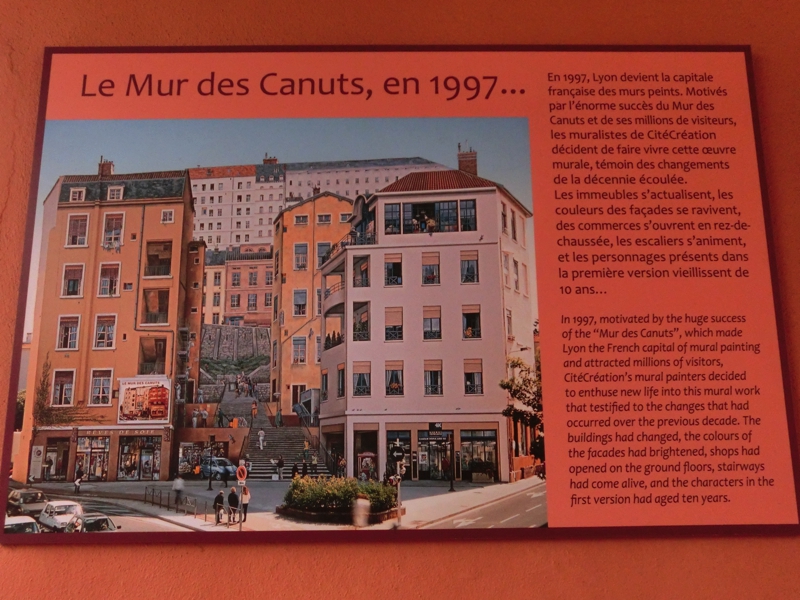 Le Mur des Canuts, en 1997...
En 1997, Lyon devient la capitale
française des murs peints. Motivés
par l'énorme succès du Mur des
Canuts et de ses millions de visiteurs,
les muralistes de CitéCréation
décident de faire vivre cette œuvre
murale, témoin des changements
de la décennie écoulée.
Les immeubles s'actualisent, les
couleurs des façades se ravivent,
des commerces s'ouvrent en rez-de-
chaussée, les escaliers s'animent,
et les personnages présents dans
la première version vieillissent de
10 ans...
In 1997, motivated by the huge success
of the "Mur des Canuts", which made
Lyon the French capital of mural painting
and attracted millions of visitors,
CitéCréation's mural painters decided
to enthuse new life into this mural work
that testified to the changes that had
occurred over the previous decade. The
buildings had changed, the colours of
the facades had brightened, shops had
opened on the ground floors, stairways
had come alive, and the characters in the
first version had aged ten years.
LE MUR DES CANUTS